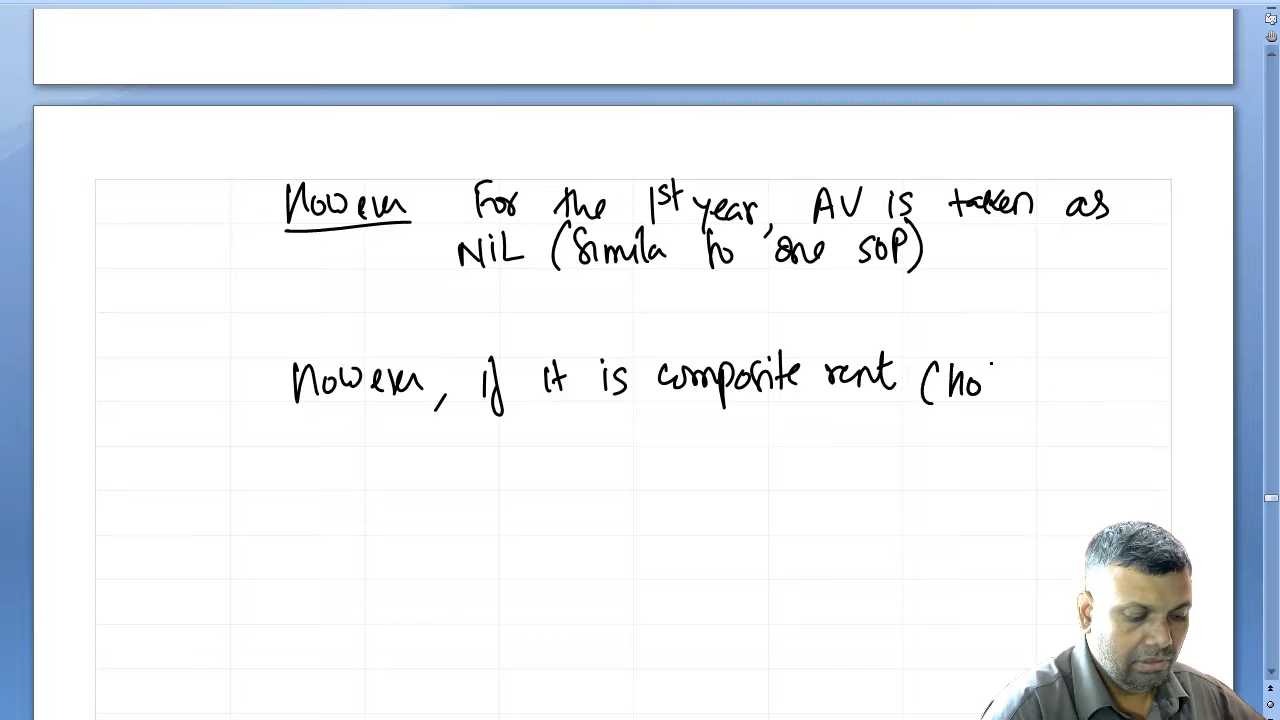 However For the 1st year, AV is taken as
NIL (Similar to one SOP)
However, if it is composite rent (ho